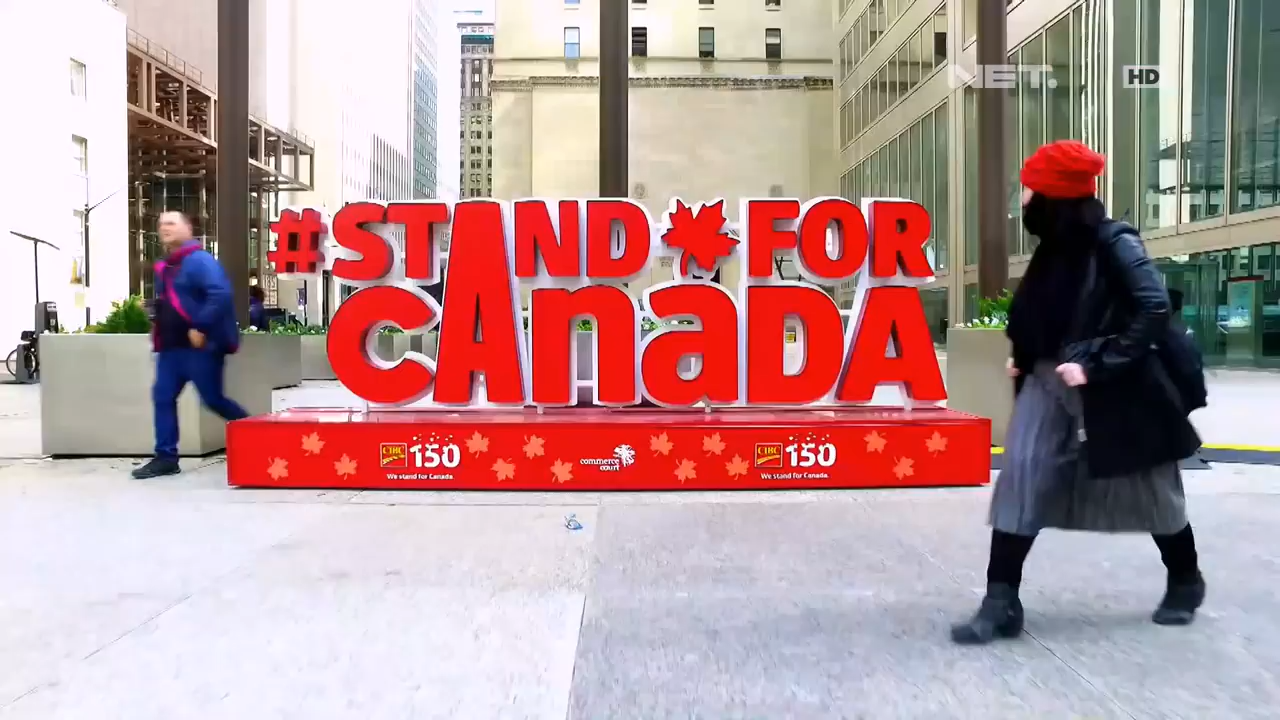 NET. HD
#STAND FOR
CAnaDA
CIBC 150 commerce court CIBC 150
We stand for Canada. We stand for Canada.